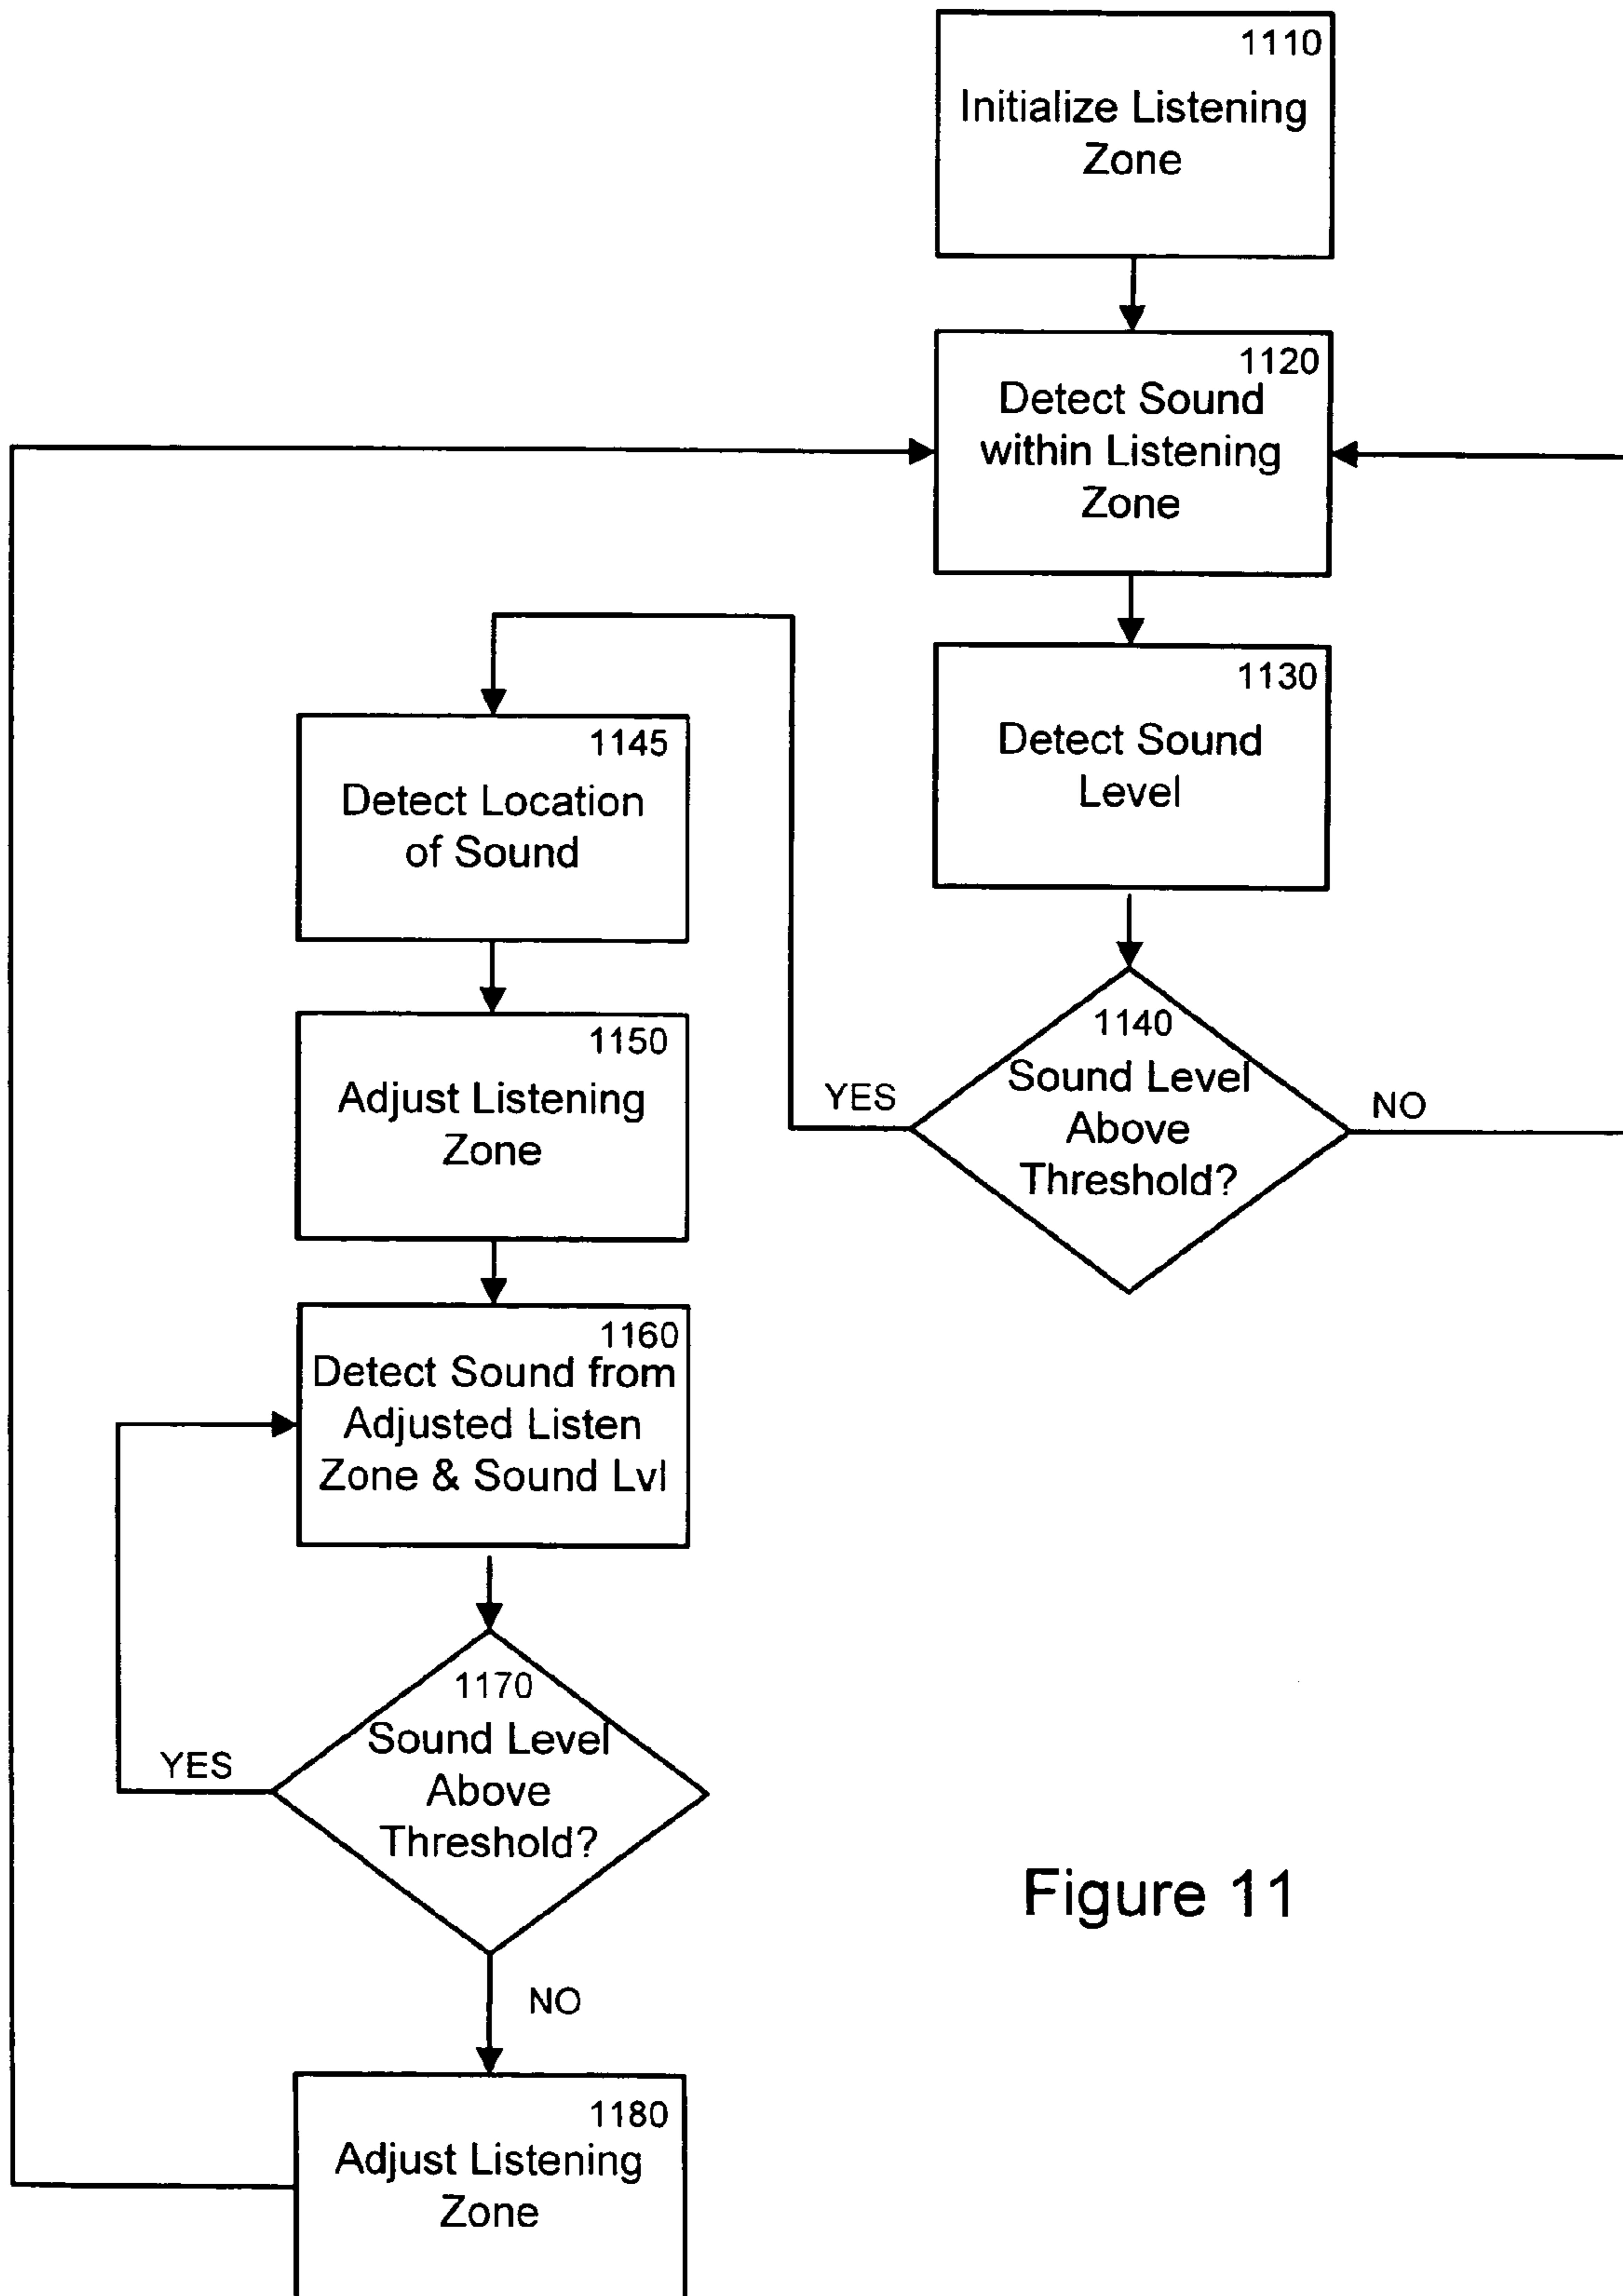 1110
Initialize Listening
Zone
1120
Detect Sound
within Listening
Zone
1130
Detect Sound
Level
1140
Sound Level
Above
Threshold?
YES
NO
1145
Detect Location
of Sound
1150
Adjust Listening
Zone
1160
Detect Sound from
Adjusted Listen
Zone & Sound Lvl
1170
Sound Level
Above
Threshold?
YES
NO
1180
Adjust Listening
Zone
Figure 11